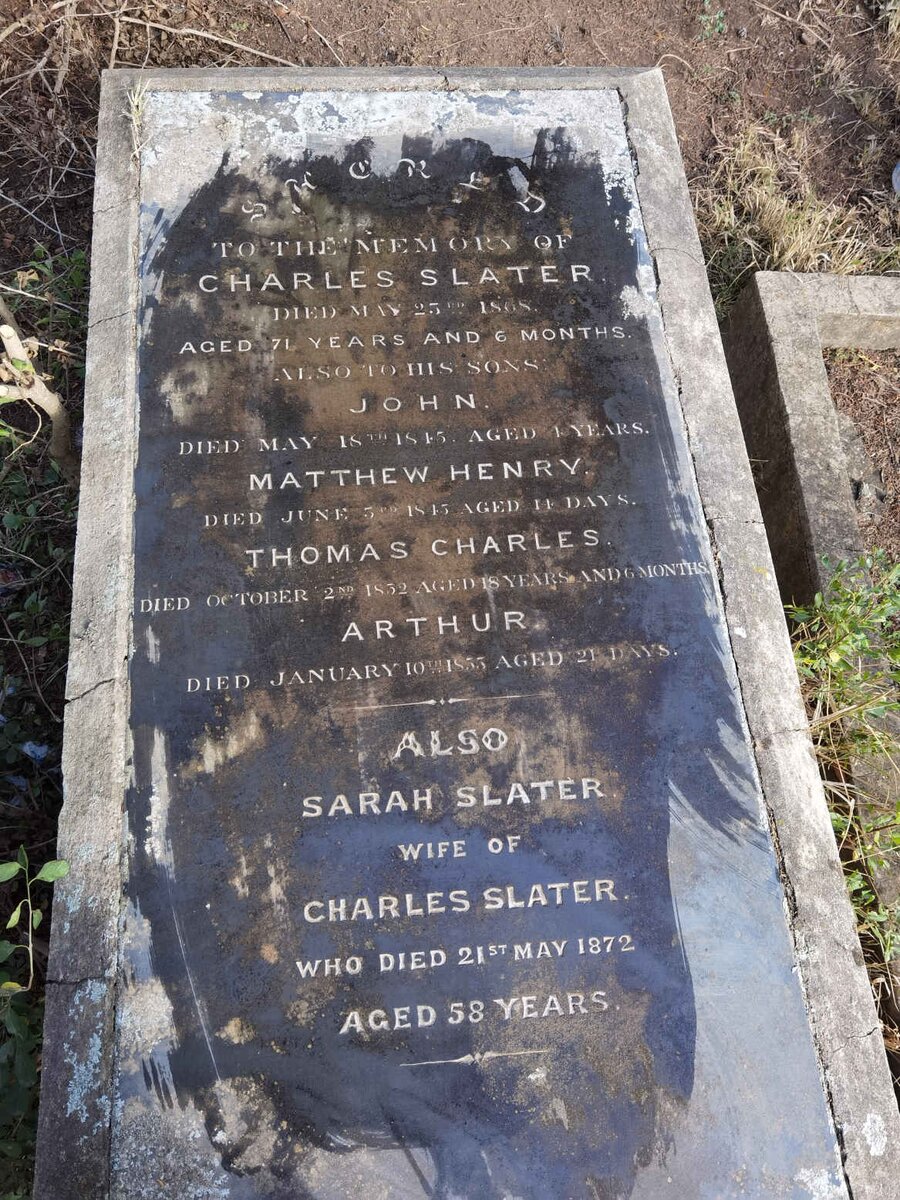 SACRED
TO THE MEMORY OF
CHARLES SLATER.
DIED MAY 23RD 1868.
AGED 71 YEARS AND 6 MONTHS.
ALSO TO HIS SONS
JOHN.
DIED MAY 18TH 1845. AGED 4 YEARS.
MATTHEW HENRY.
DIED JUNE 3RD 1845 AGED 14 DAYS.
THOMAS CHARLES.
DIED OCTOBER 2ND 1852 AGED 18 YEARS AND 6 MONTHS.
ARTHUR.
DIED JANUARY 10TH AGED 21 DAYS.
ALSO
SARAH SLATER.
WIFE OF
CHARLES SLATER.
WHO DIED 21ST MAY 1872
AGED 58 YEARS.